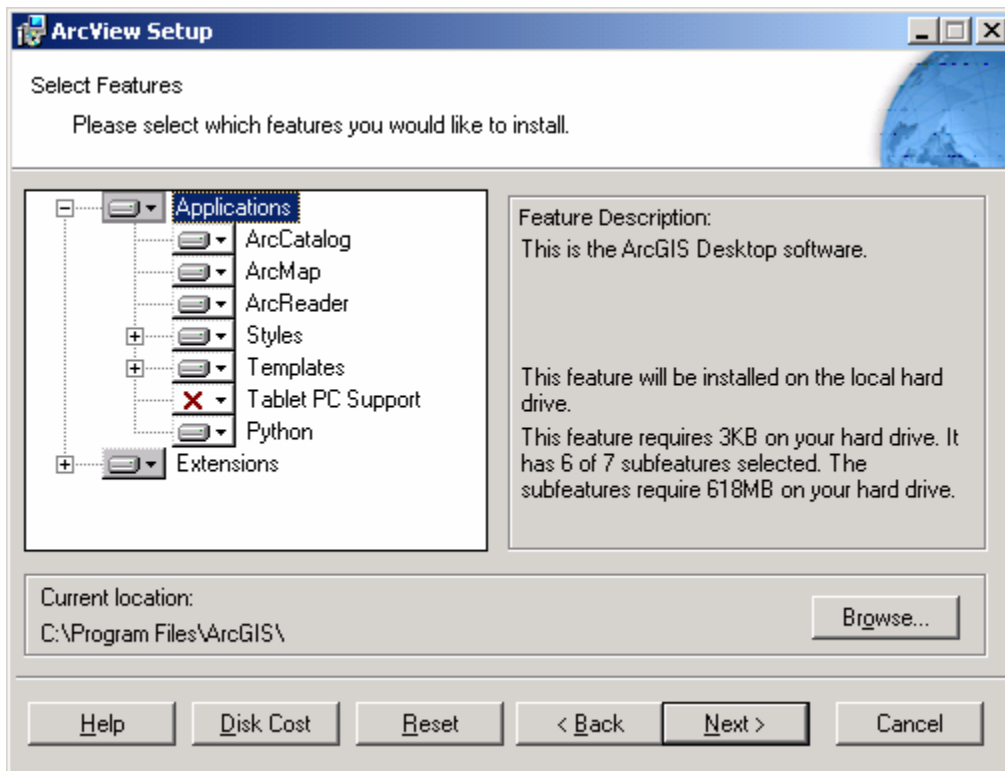 ArcView Setup
Select Features
Please select which features you would like to install.
Applications
ArcCatalog
ArcMap
ArcReader
Styles
Templates
Tablet PC Support
Python
Extensions
Feature Description:
This is the ArcGIS Desktop software.
This feature will be installed on the local hard
drive.
This feature requires 3KB on your hard drive. It
has 6 of 7 subfeatures selected. The
subfeatures require 618MB on your hard drive.
Current location:
C:\Program Files\ArcGIS\
Browse...
Help
Disk Cost
Reset
< Back
Next >
Cancel